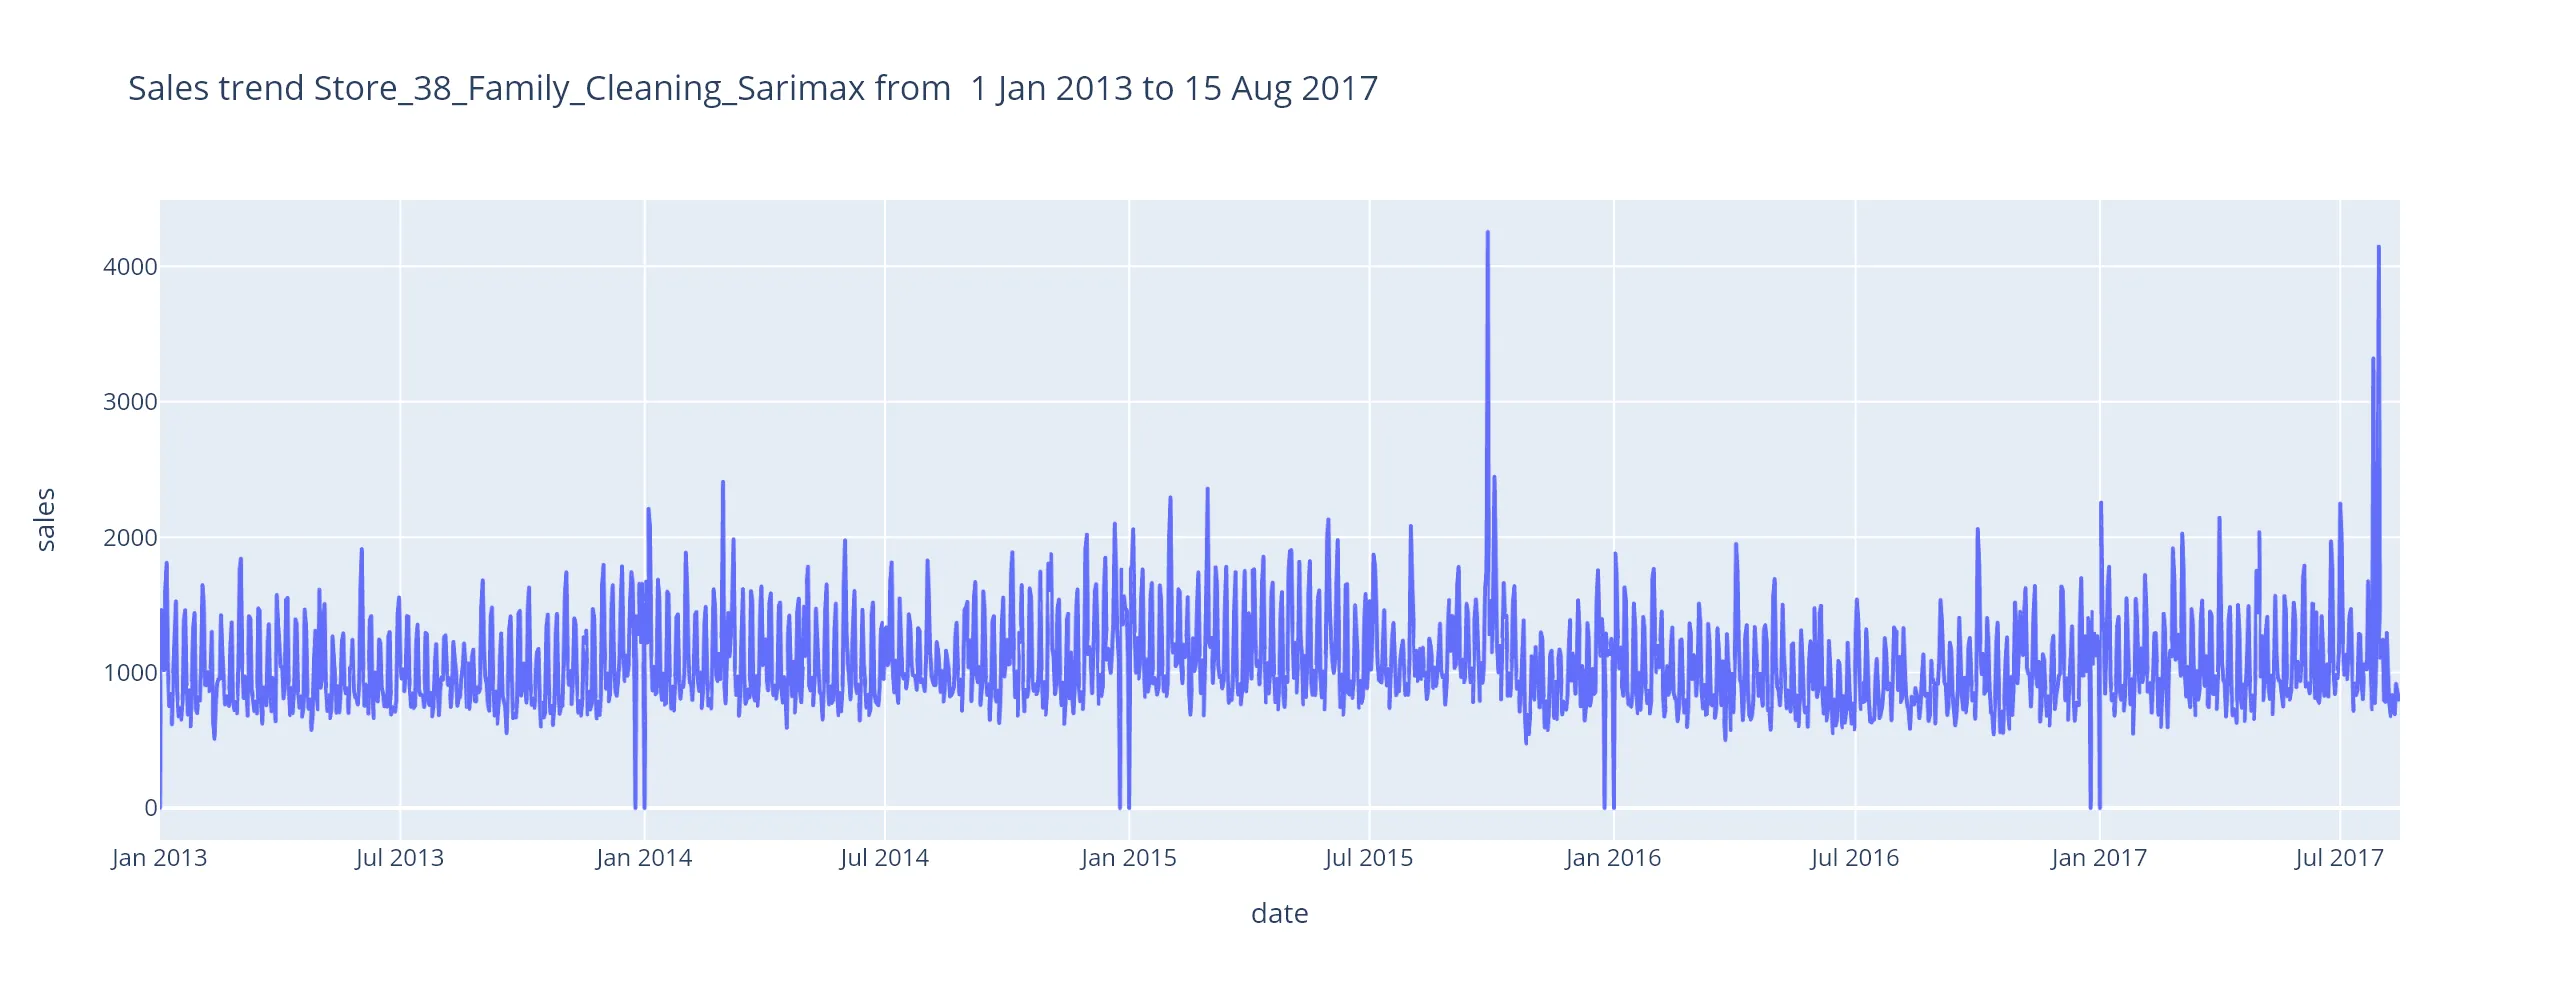 Sales trend Store_38_Family_Cleaning_Sarimax from  1 Jan 2013 to 15 Aug 2017
sales
4000
3000
2000
1000
0
Jan 2013 Jul 2013 Jan 2014 Jul 2014 Jan 2015 Jul 2015 Jan 2016 Jul 2016 Jan 2017 Jul 2017
date